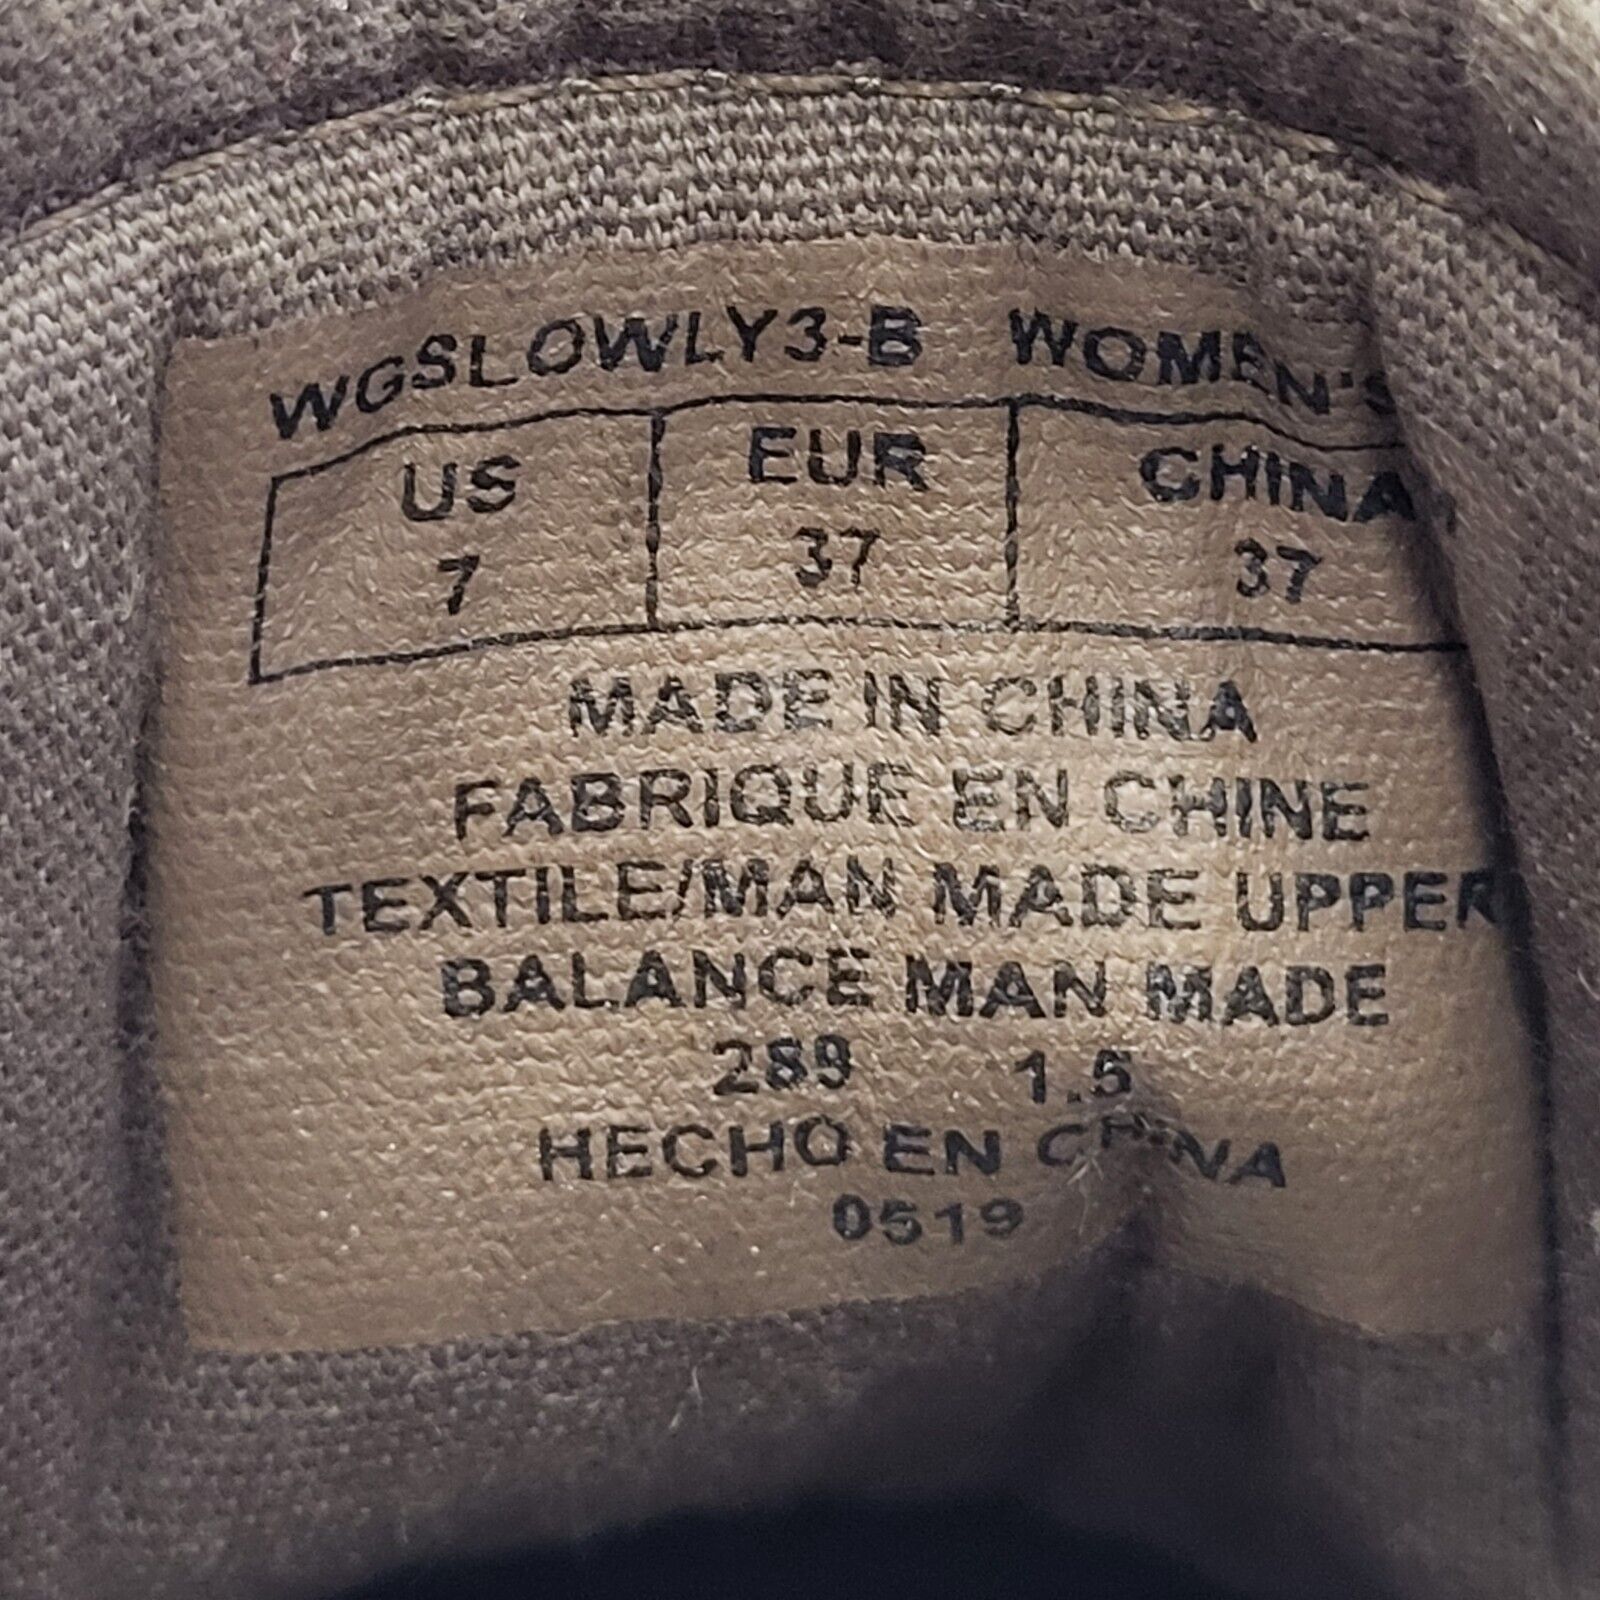 WGSLOWLY3-B WOMEN'S
US EUR CHINA
7 37 37
MADE IN CHINA
FABRIQUE EN CHINE
TEXTILE/MAN MADE UPPER
BALANCE MAN MADE
289 1.5
HECHO EN CHINA
0519